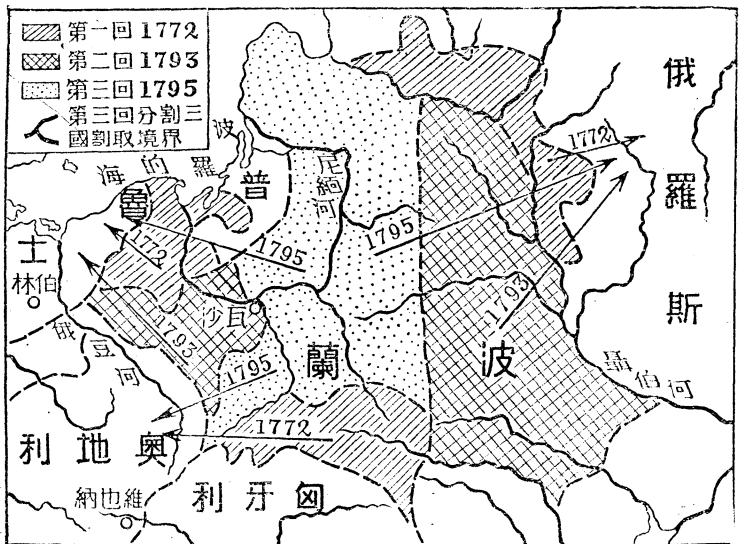 第一回 1772
第二回 1793
第三回 1795
第三回分割三
國割取境界
俄羅斯
波羅的海
普魯士
伯林
俄豆河
尼緬河
瓦沙
波蘭
聶伯河
奧地利
維也納
匈牙利
1772
1795
1795
1772
1793
1793
1795
1772